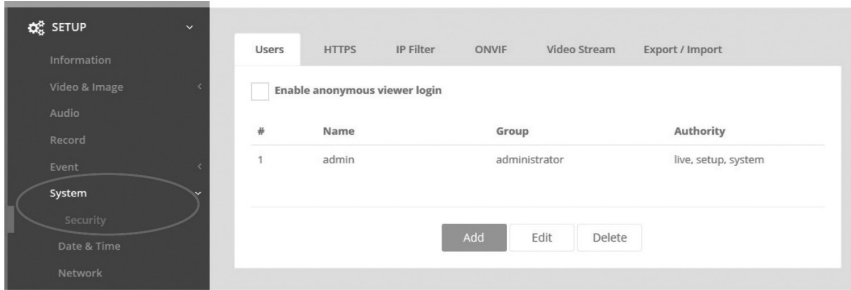 SETUP
Information
Video & Image
Audio
Record
Event
System
Security
Date & Time
Network
Users HTTPS IP Filter ONVIF Video Stream Export / Import
Enable anonymous viewer login
# Name Group Authority
1 admin administrator live, setup, system
Add Edit Delete